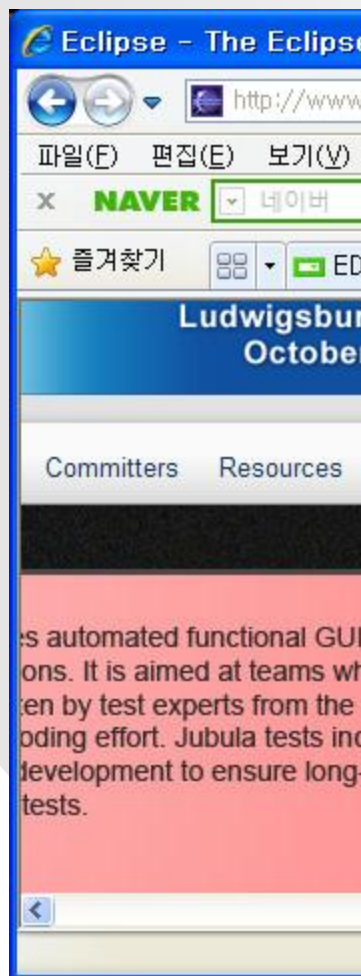 Eclipse - The Eclipse
http://www
파일(F) 편집(E) 보기(V)
x NAVER 네이버
즐겨찾기 ED
Ludwigsbur
October
Committers Resources
es automated functional GUI
ons. It is aimed at teams wh
ten by test experts from the
oding effort. Jubula tests inc
development to ensure long-
tests.